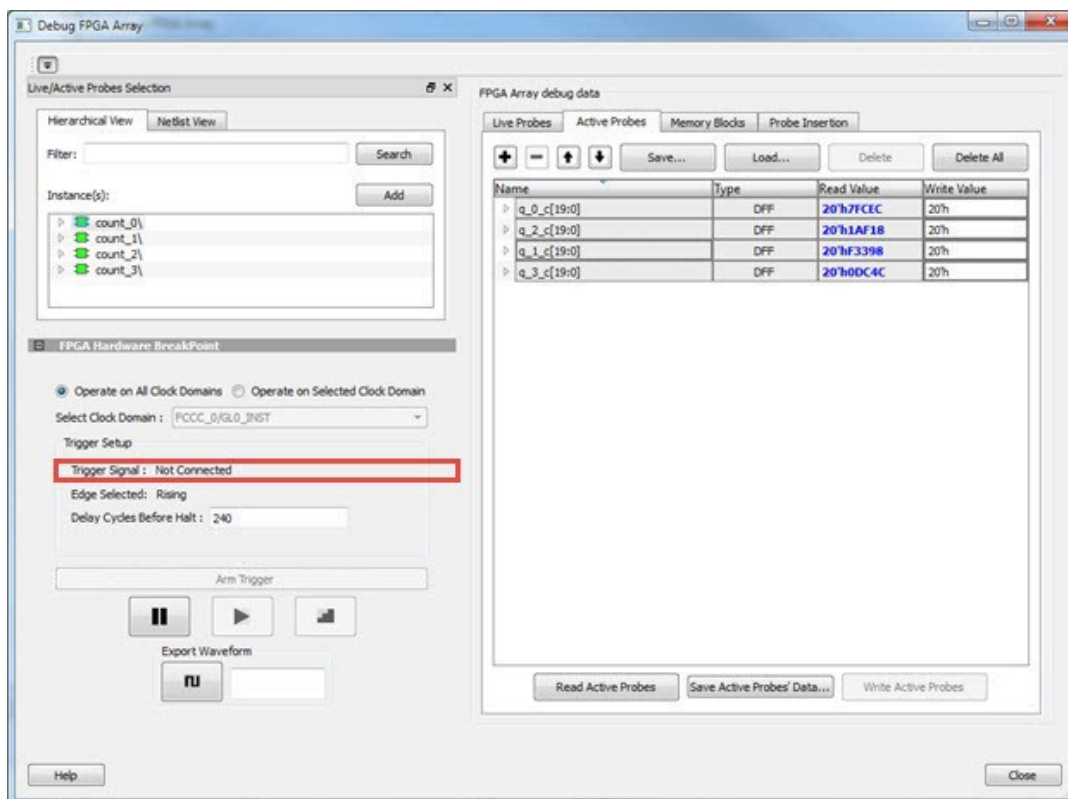 Debug FPGA Array
Live/Active Probes Selection
Hierarchical View Netlist View
Filter: Search
Instance(s): Add
count_0\
count_1\
count_2\
count_3\
FPGA Hardware BreakPoint
Operate on All Clock Domains Operate on Selected Clock Domain
Select Clock Domain : FCCC_0/GL0_INST
Trigger Setup
Trigger Signal : Not Connected
Edge Selected: Rising
Delay Cycles Before Halt : 240
Arm Trigger
Export Waveform
Help
FPGA Array debug data
Live Probes Active Probes Memory Blocks Probe Insertion
Save... Load... Delete Delete All
Name Type Read Value Write Value
q_0_c[19:0] DFF 20'h7FCEC 20'h
q_2_c[19:0] DFF 20'h1AF18 20'h
q_1_c[19:0] DFF 20'hF3398 20'h
q_3_c[19:0] DFF 20'h0DC4C 20'h
Read Active Probes Save Active Probes' Data... Write Active Probes
Close